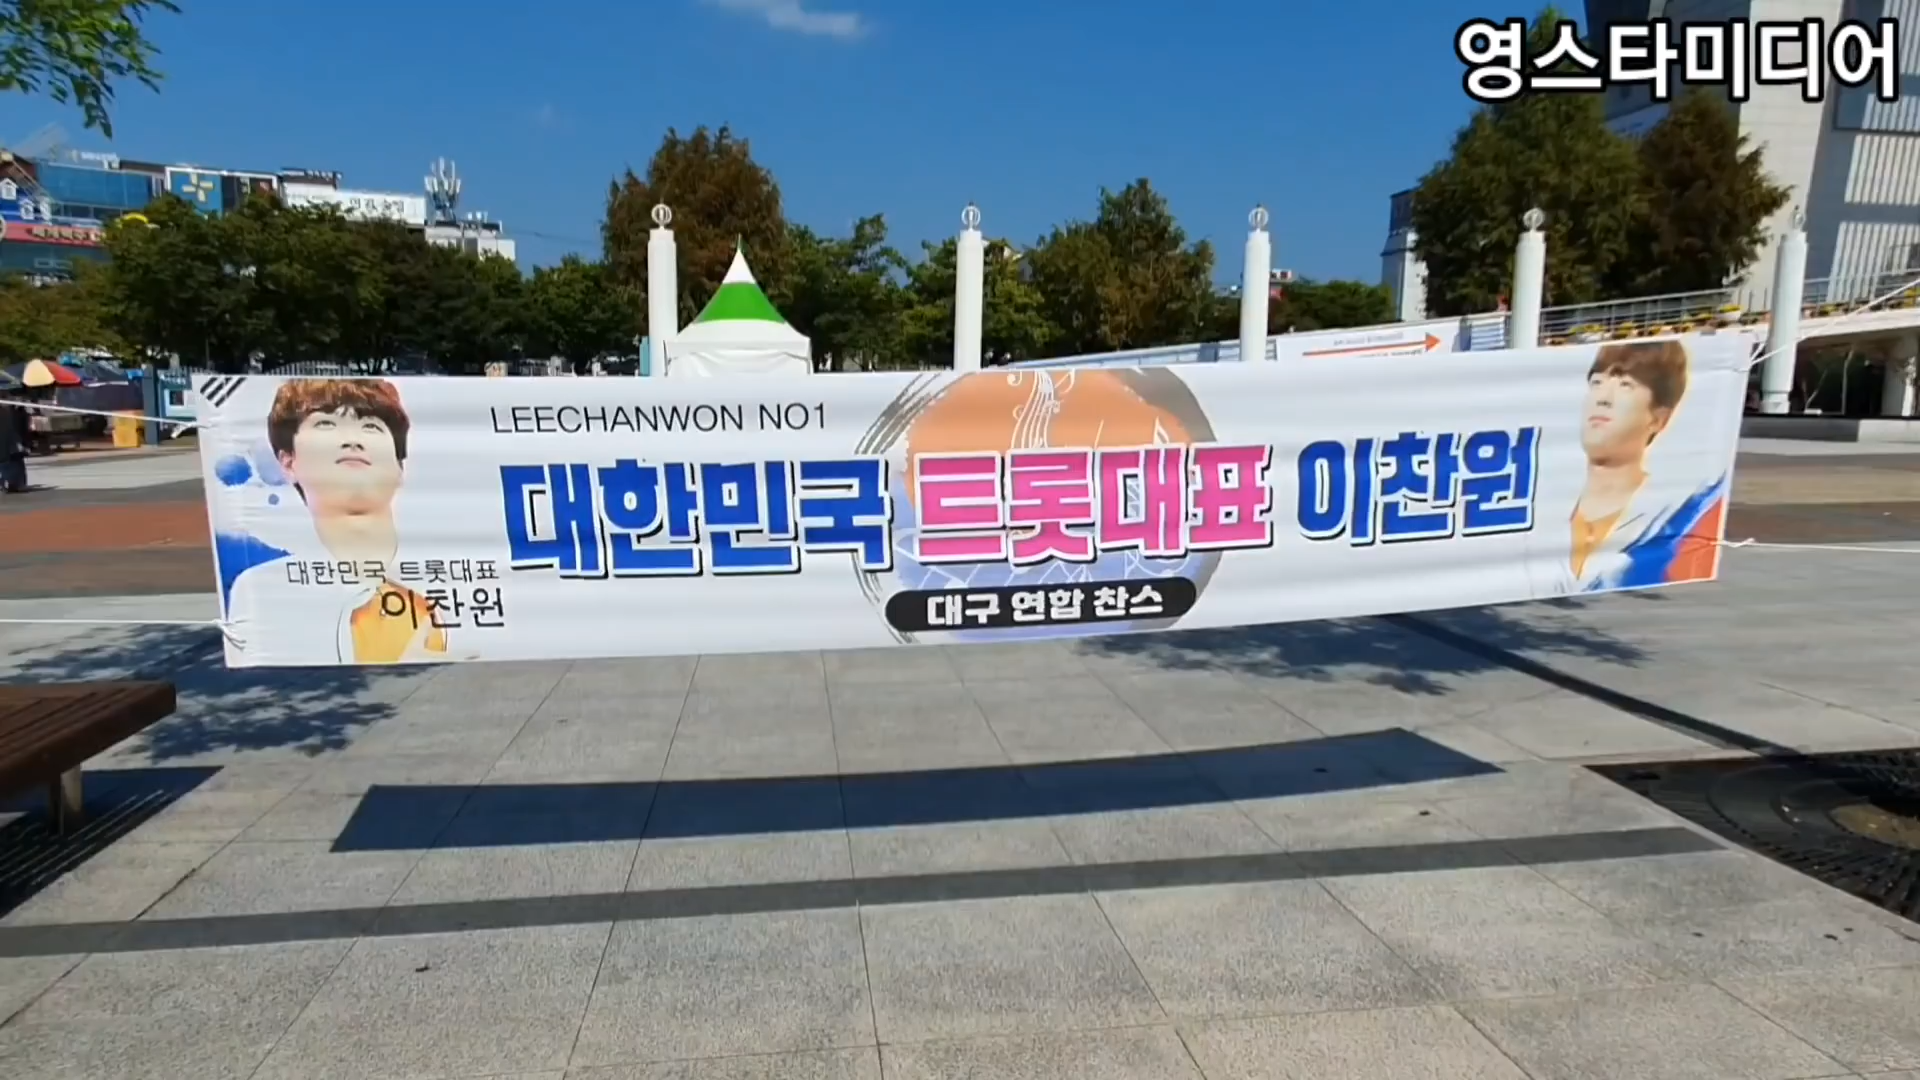 영스타미디어
LEECHANWON NO1
대한민국 트롯대표 이찬원
대한민국 트롯대표
이찬원
대구 연합 찬스